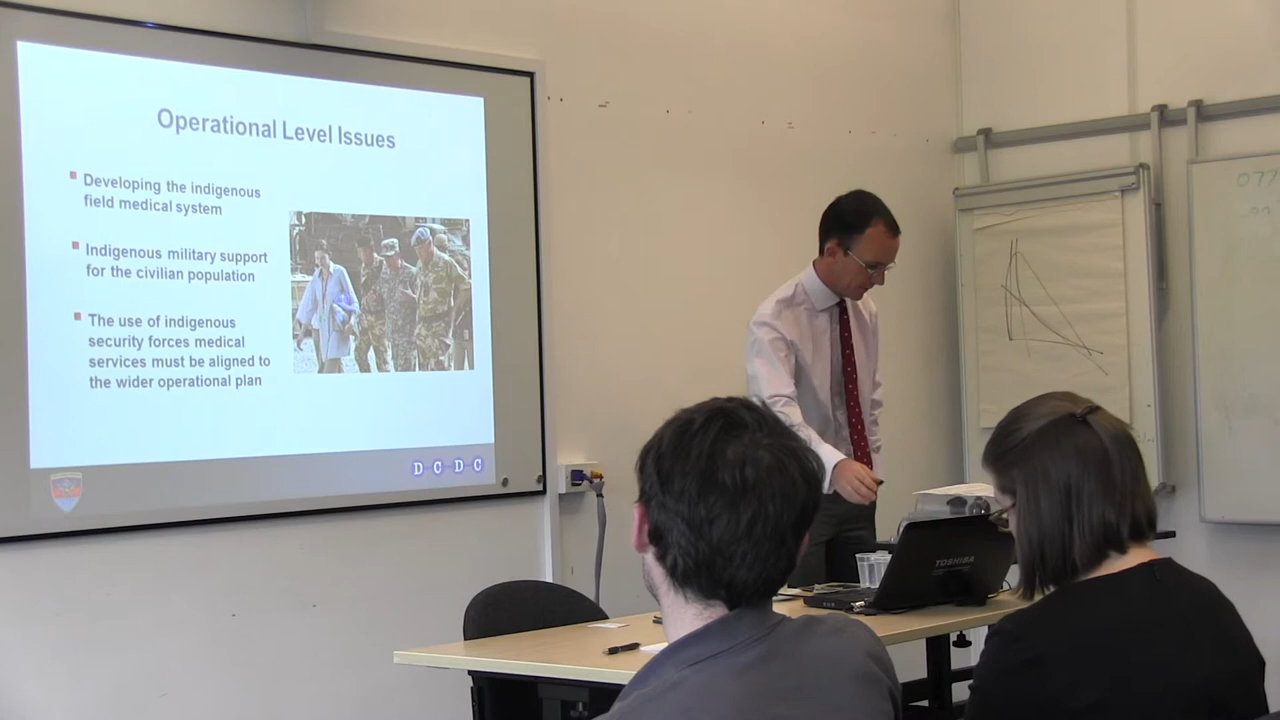 Operational Level Issues
Developing the indigenous
field medical system
Indigenous military support
for the civilian population
The use of indigenous
security forces medical
services must be aligned to
the wider operational plan
D C D C
TOSHIBA
077